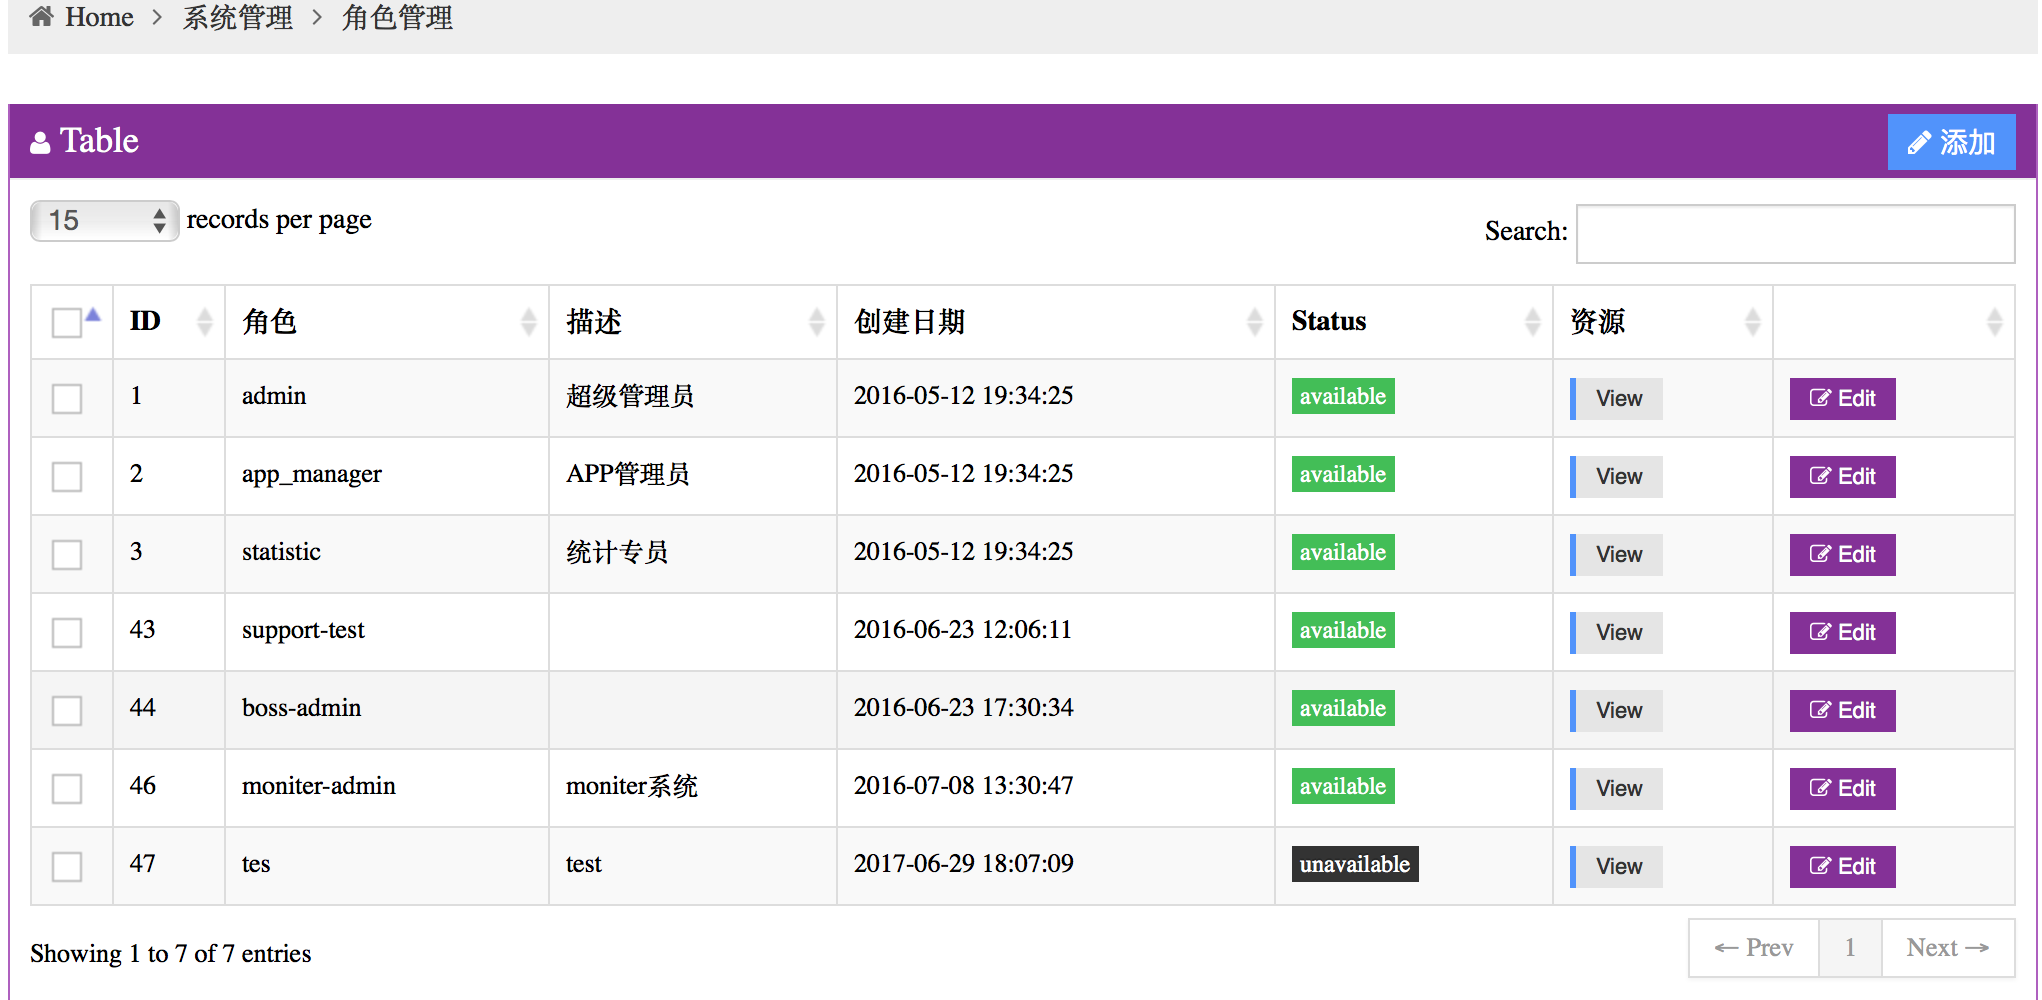 Home > 系统管理 > 角色管理
Table 添加
15 records per page Search:
ID 角色 描述 创建日期 Status 资源
1 admin 超级管理员 2016-05-12 19:34:25 available View Edit
2 app_manager APP管理员 2016-05-12 19:34:25 available View Edit
3 statistic 统计专员 2016-05-12 19:34:25 available View Edit
43 support-test 2016-06-23 12:06:11 available View Edit
44 boss-admin 2016-06-23 17:30:34 available View Edit
46 moniter-admin moniter系统 2016-07-08 13:30:47 available View Edit
47 tes test 2017-06-29 18:07:09 unavailable View Edit
Showing 1 to 7 of 7 entries ← Prev 1 Next →